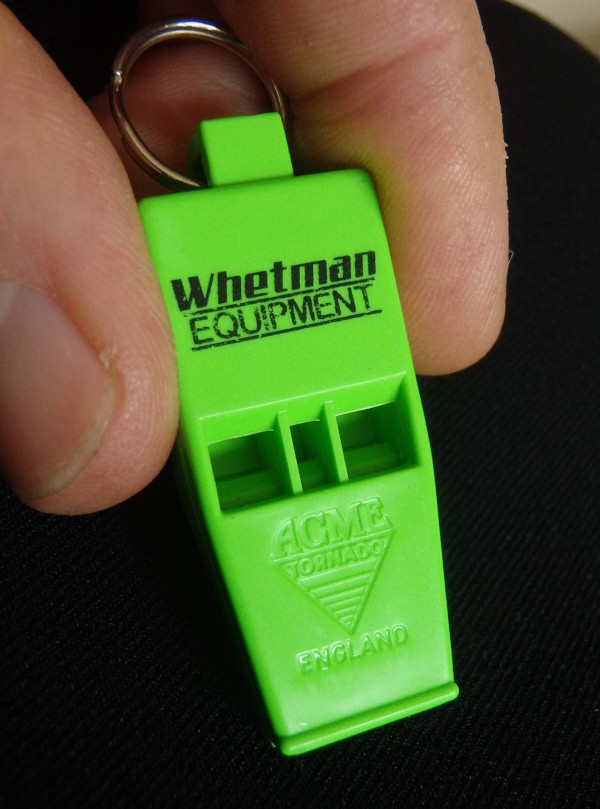 Whetman
EQUIPMENT
ACME
TORNADO
ENGLAND